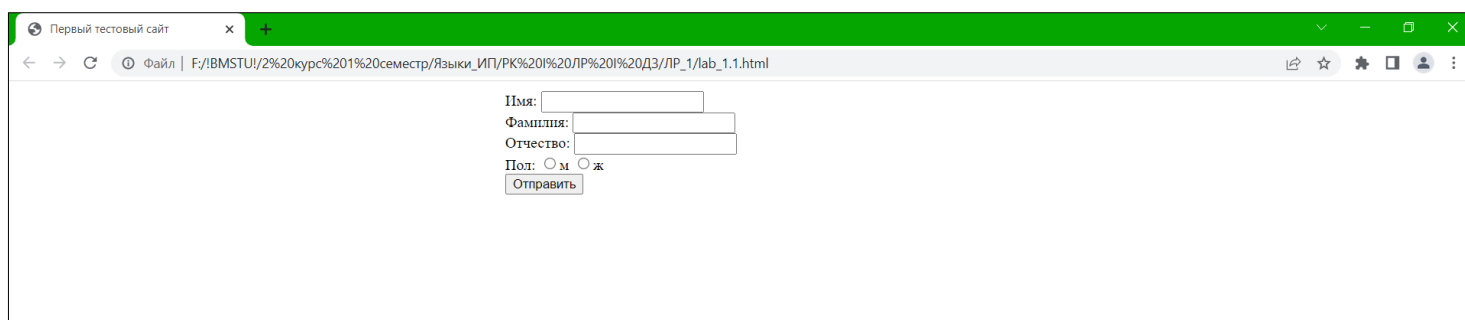 Первый тестовый сайт
Файл | F:/!BMSTU!/2%20курс%201%20семестр/Языки_ИП/РК%20I%20ЛР%20I%20ДЗ/ЛР_1/lab_1.1.html
Имя:
Фамилия:
Отчество:
Пол: м ж
Отправить